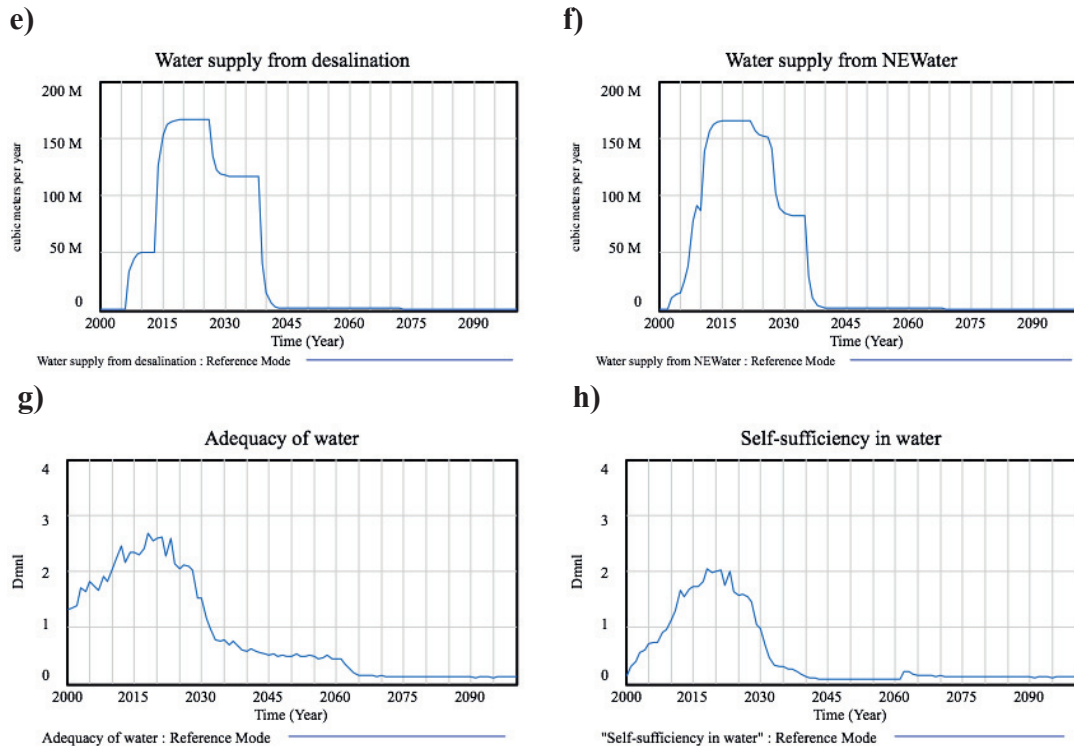 e)
Water supply from desalination
200 M
150 M
100 M
50 M
0
cubic meters per year
2000 2015 2030 2045 2060 2075 2090
Time (Year)
Water supply from desalination : Reference Mode
f)
Water supply from NEWater
200 M
150 M
100 M
50 M
0
cubic meters per year
2000 2015 2030 2045 2060 2075 2090
Time (Year)
Water supply from NEWater : Reference Mode
g)
Adequacy of water
4
3
2
1
0
Dmnl
2000 2015 2030 2045 2060 2075 2090
Time (Year)
Adequacy of water : Reference Mode
h)
Self-sufficiency in water
4
3
2
1
0
Dmnl
2000 2015 2030 2045 2060 2075 2090
Time (Year)
"Self-sufficiency in water" : Reference Mode